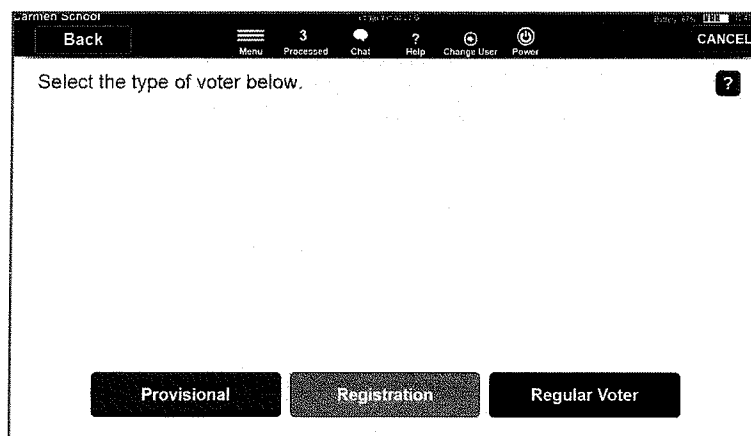 Carmen School
Back
Menu
3
Processed
Chat
?
Help
Change User
Power
CANCEL
Select the type of voter below.
?
Provisional
Registration
Regular Voter